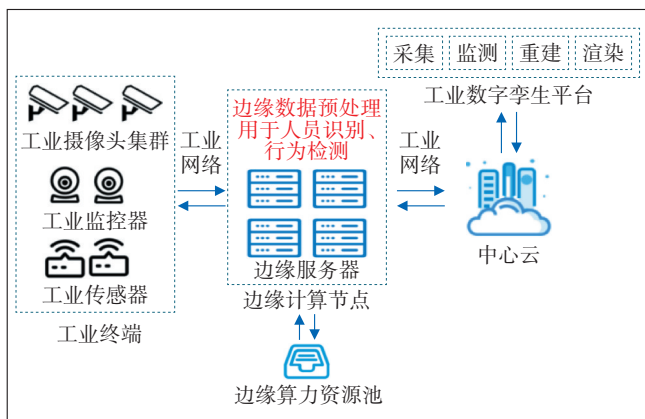 采集 监测 重建 渲染
工业数字孪生平台
工业摄像头集群
工业监控器
工业传感器
工业终端
工业
网络
边缘数据预处理
用于人员识别、
行为检测
边缘服务器
边缘计算节点
边缘算力资源池
工业
网络
中心云